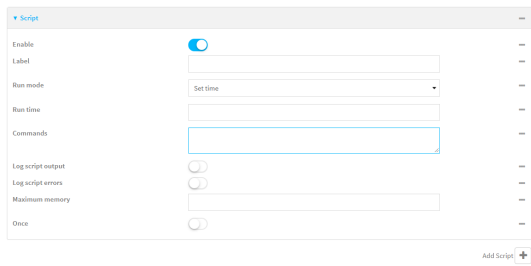 Script
Enable
Label
Run mode
Set time
Run time
Commands
Log script output
Log script errors
Maximum memory
Once
Add Script